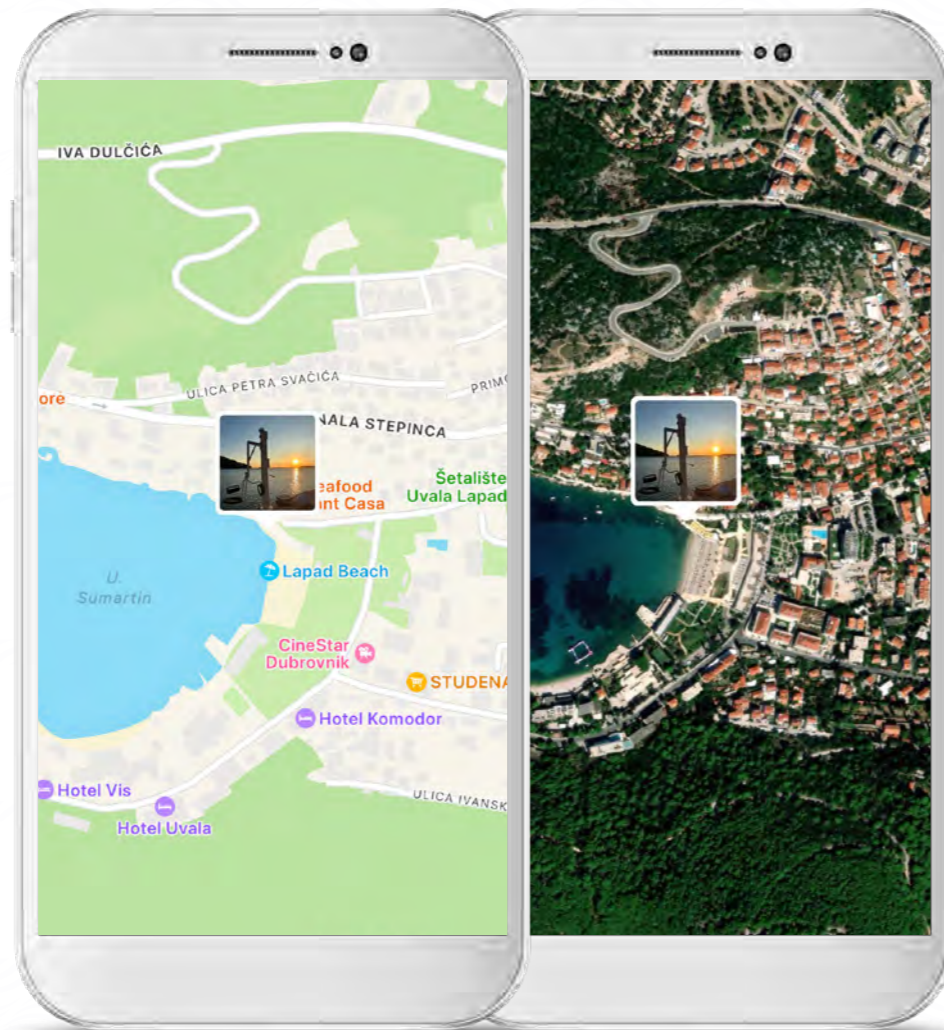 IVA DULČIĆA
ULICA PETRA SVAČIĆA
PRIMO
ore
NALA STEPINCA
eafood
nt Casa
Šetalište
Uvala Lapad
U.
Sumartin
Lapad Beach
CineStar
Dubrovnik
STUDENA
Hotel Komodor
Hotel Vis
ULICA IVANSK
Hotel Uvala